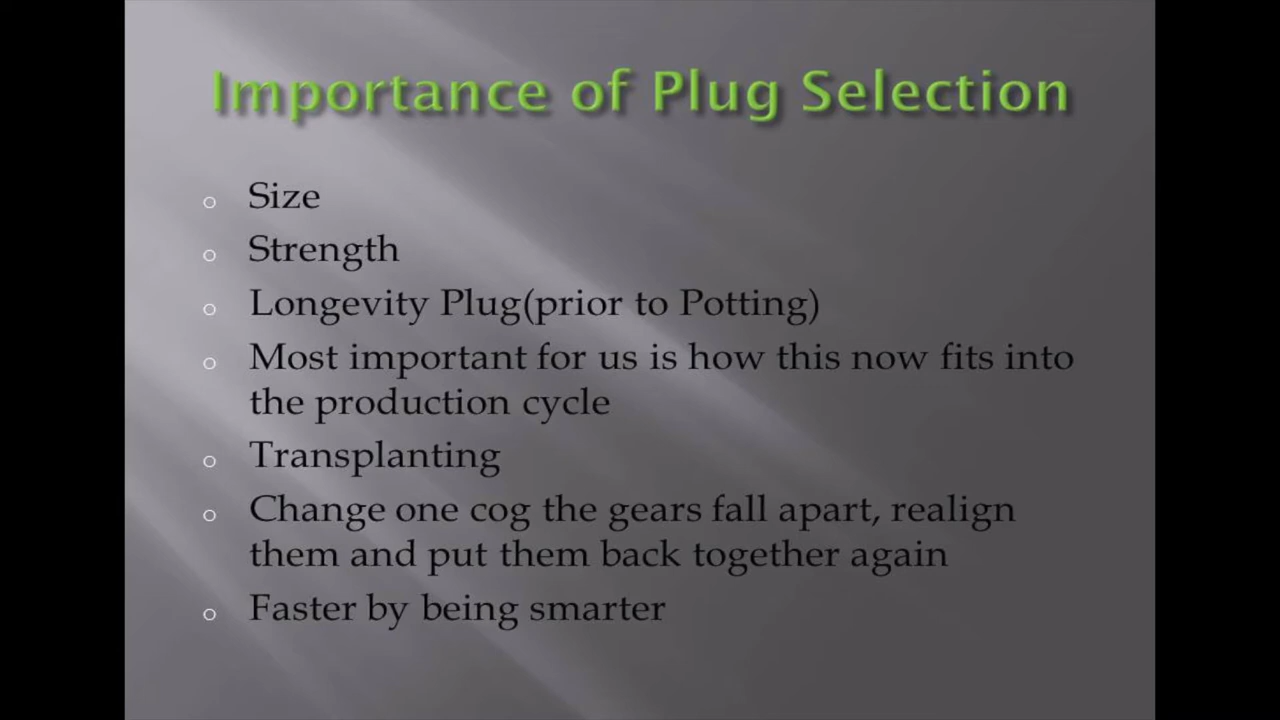 Importance of Plug Selection
Size
Strength
Longevity Plug(prior to Potting)
Most important for us is how this now fits into
the production cycle
Transplanting
Change one cog the gears fall apart, realign
them and put them back together again
Faster by being smarter